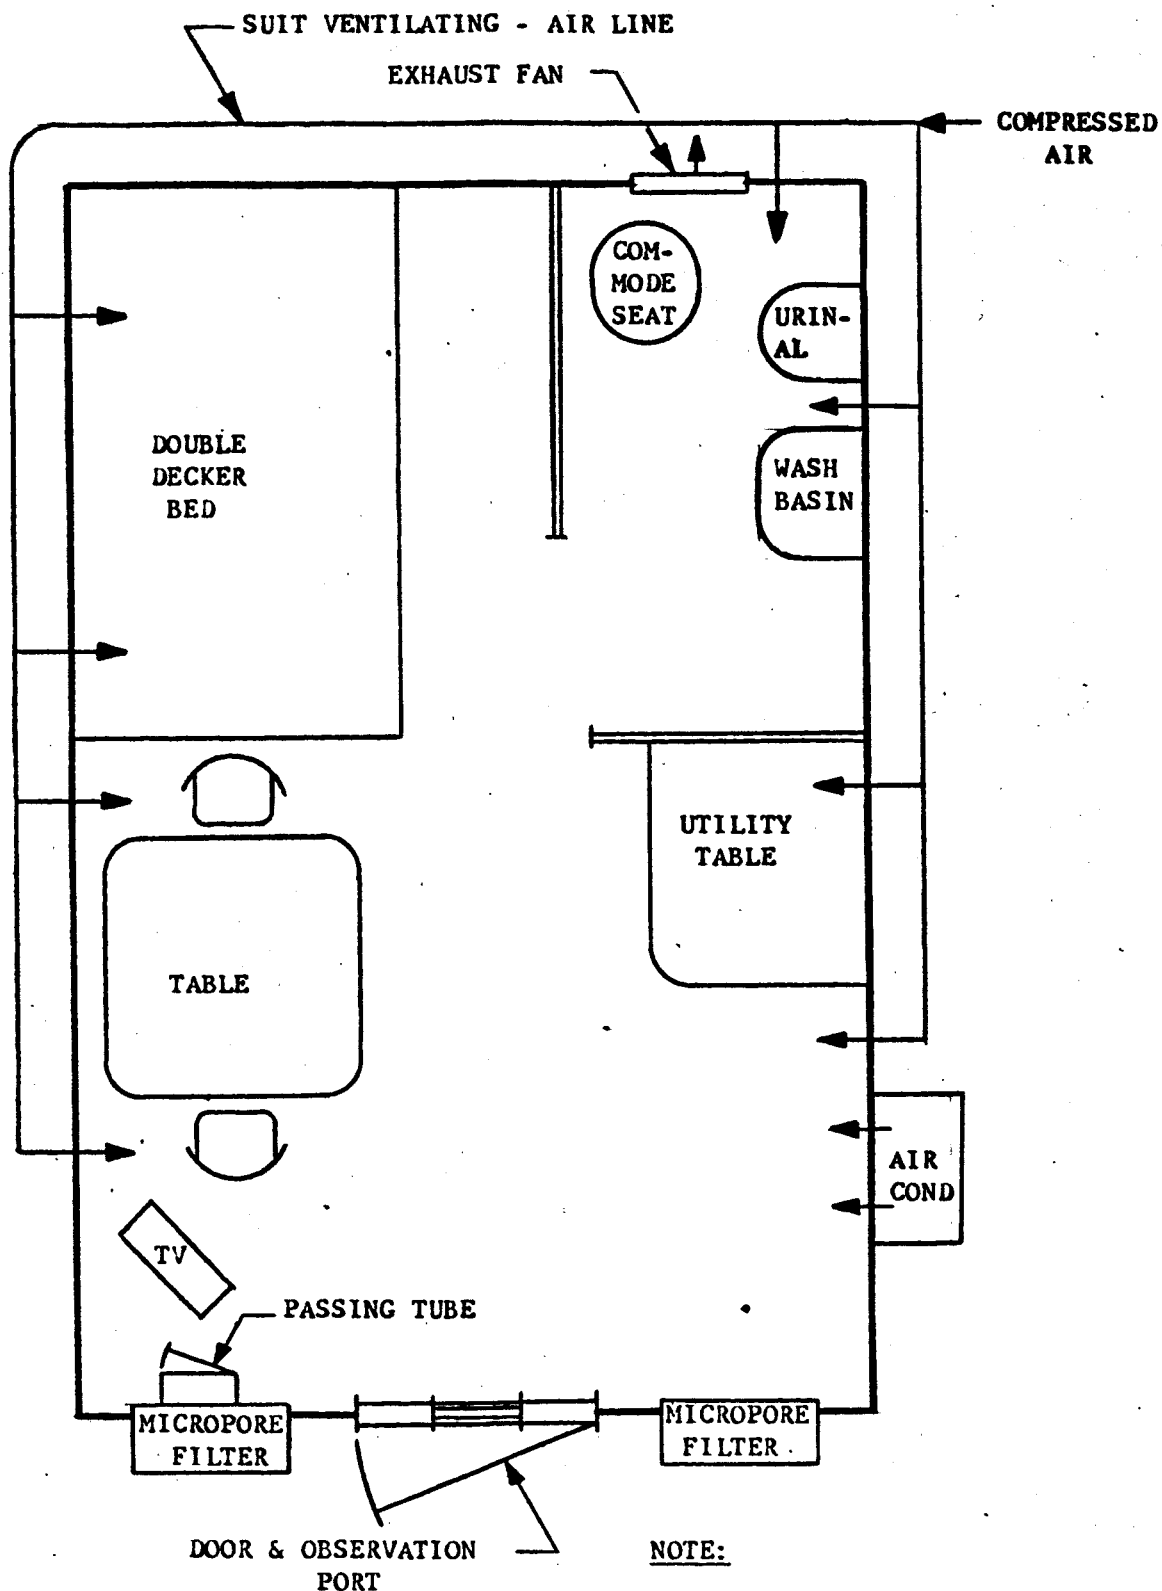 SUIT VENTILATING - AIR LINE
EXHAUST FAN
COMPRESSED
AIR
COM-
MODE
SEAT
URIN-
AL
DOUBLE
DECKER
BED
WASH
BASIN
UTILITY
TABLE
TABLE
AIR
COND
TV
PASSING TUBE
MICROPORE
FILTER
MICROPORE
FILTER
DOOR & OBSERVATION
PORT
NOTE: